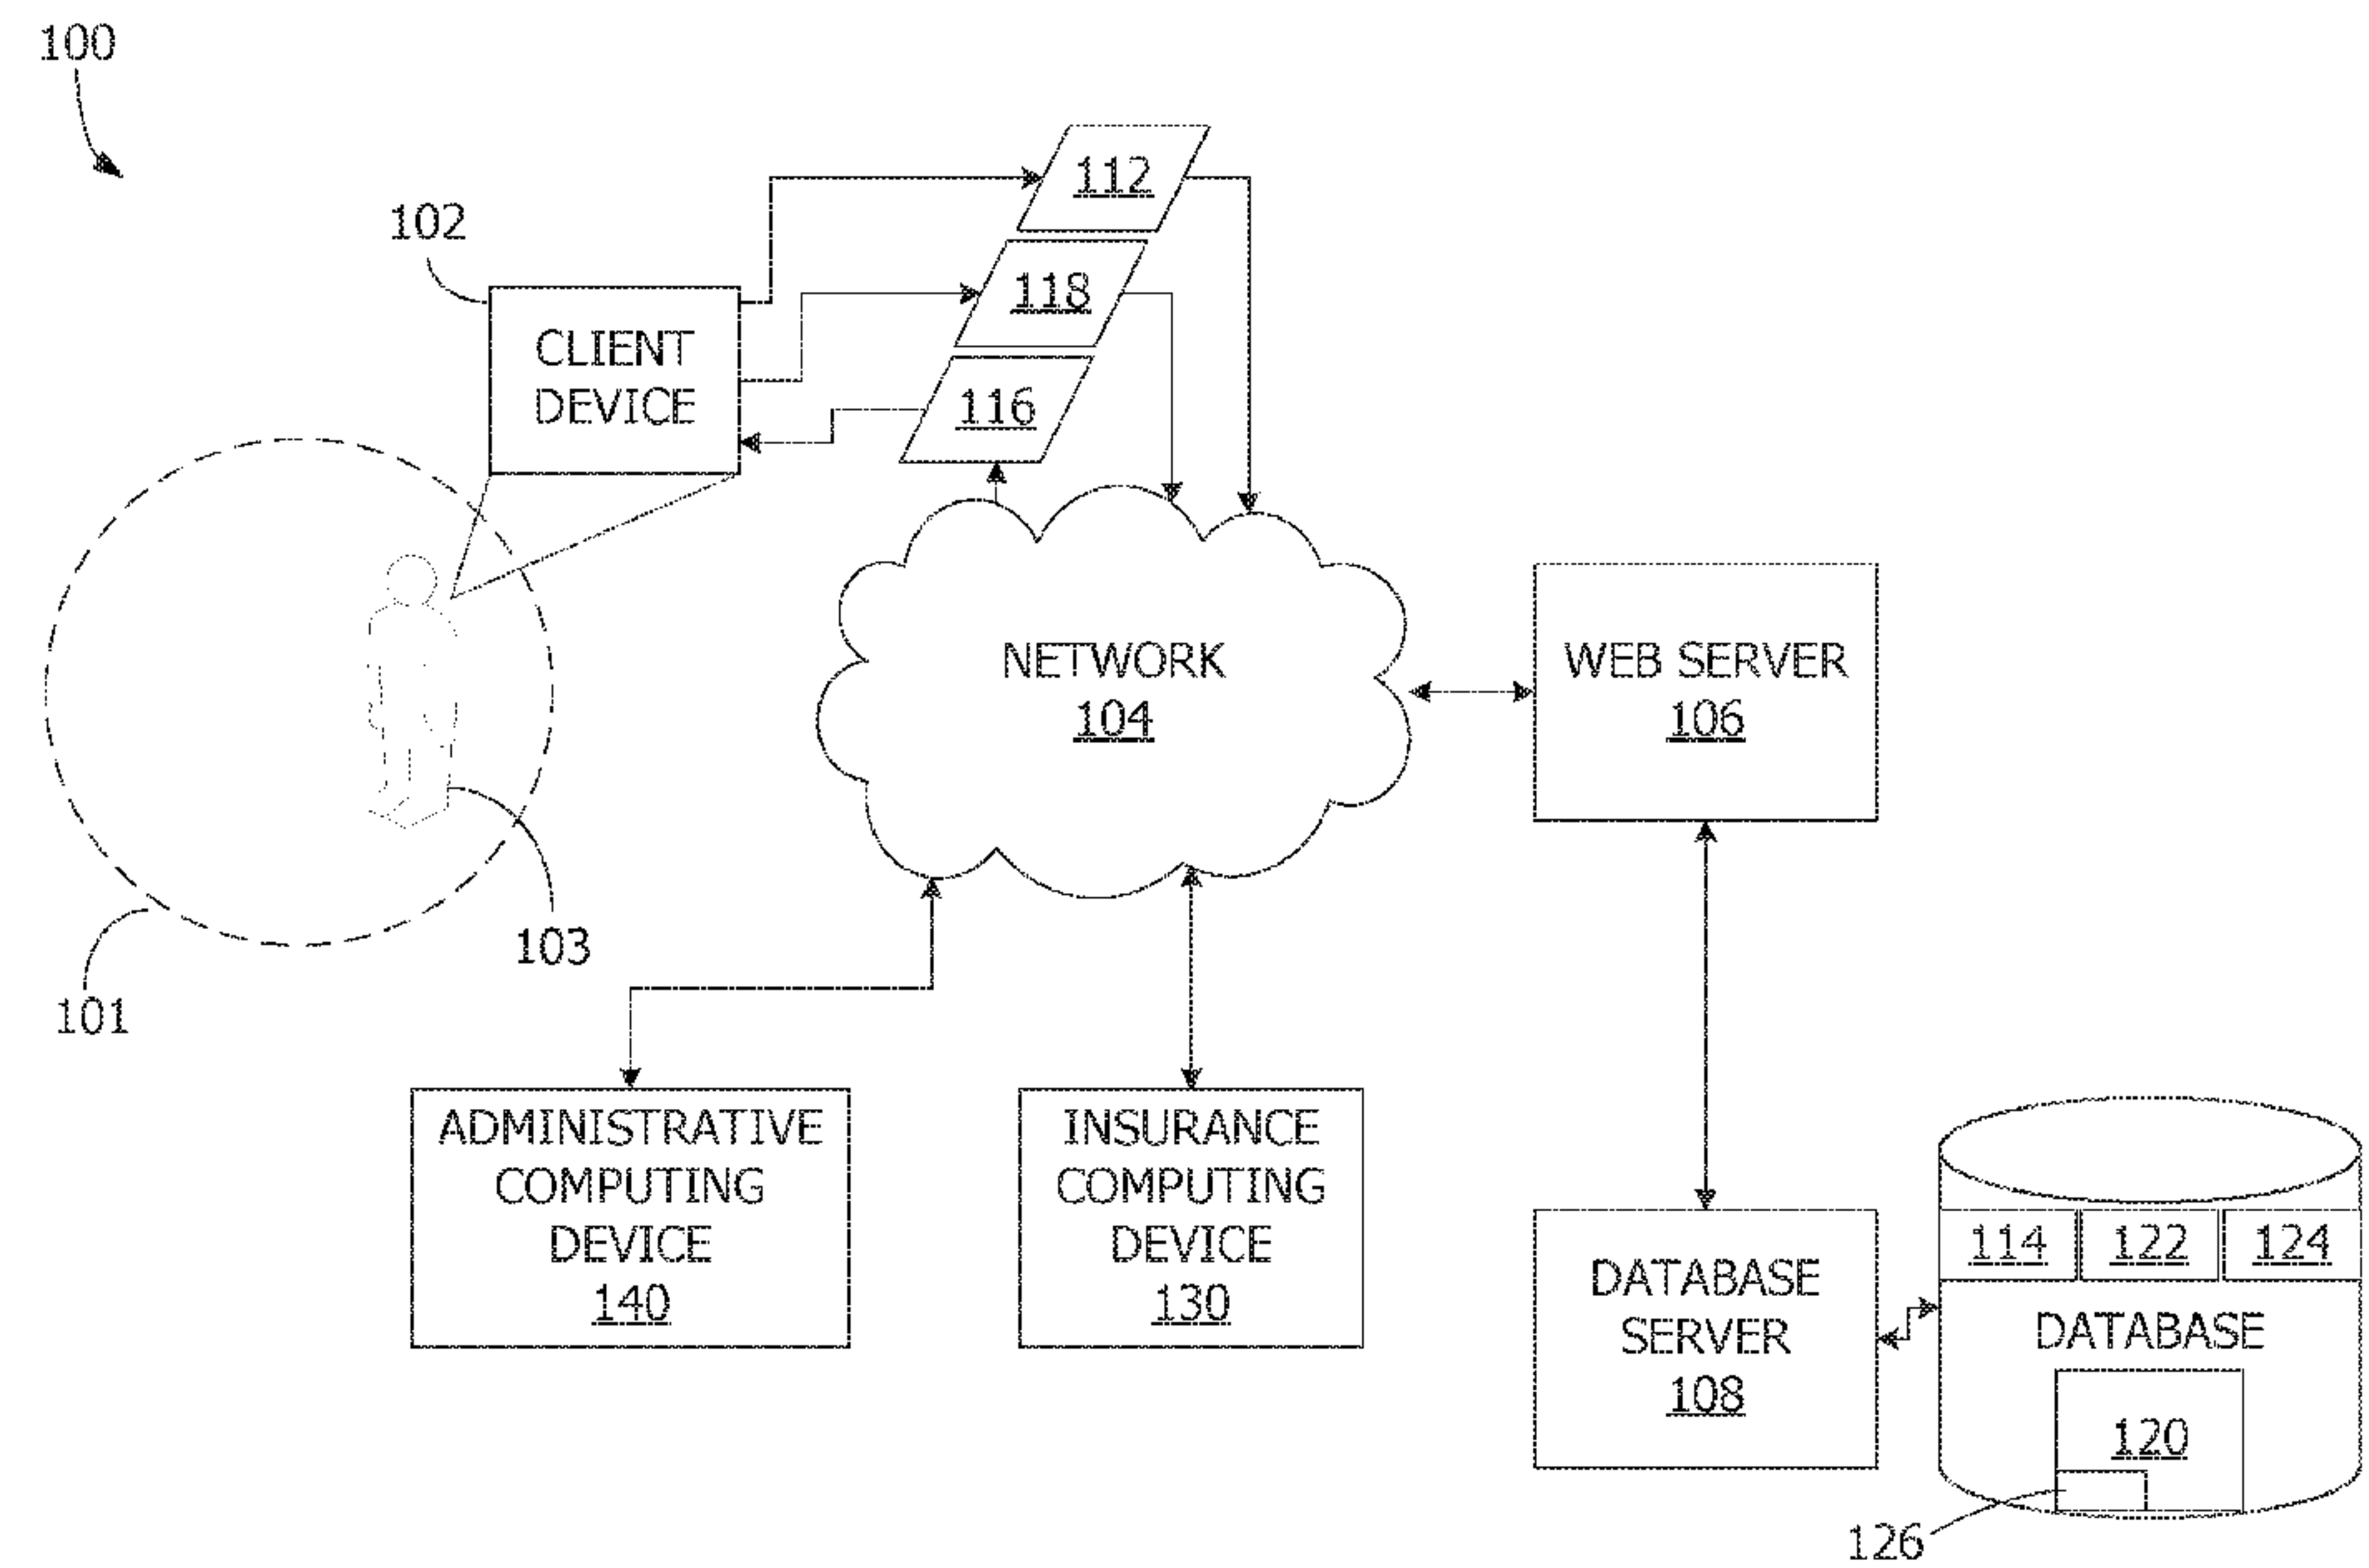 100
112
102
118
CLIENT
DEVICE
116
NETWORK
104
WEB SERVER
106
103
101
ADMINISTRATIVE
COMPUTING
DEVICE
140
INSURANCE
COMPUTING
DEVICE
130
DATABASE
SERVER
108
114 122 124
DATABASE
120
126